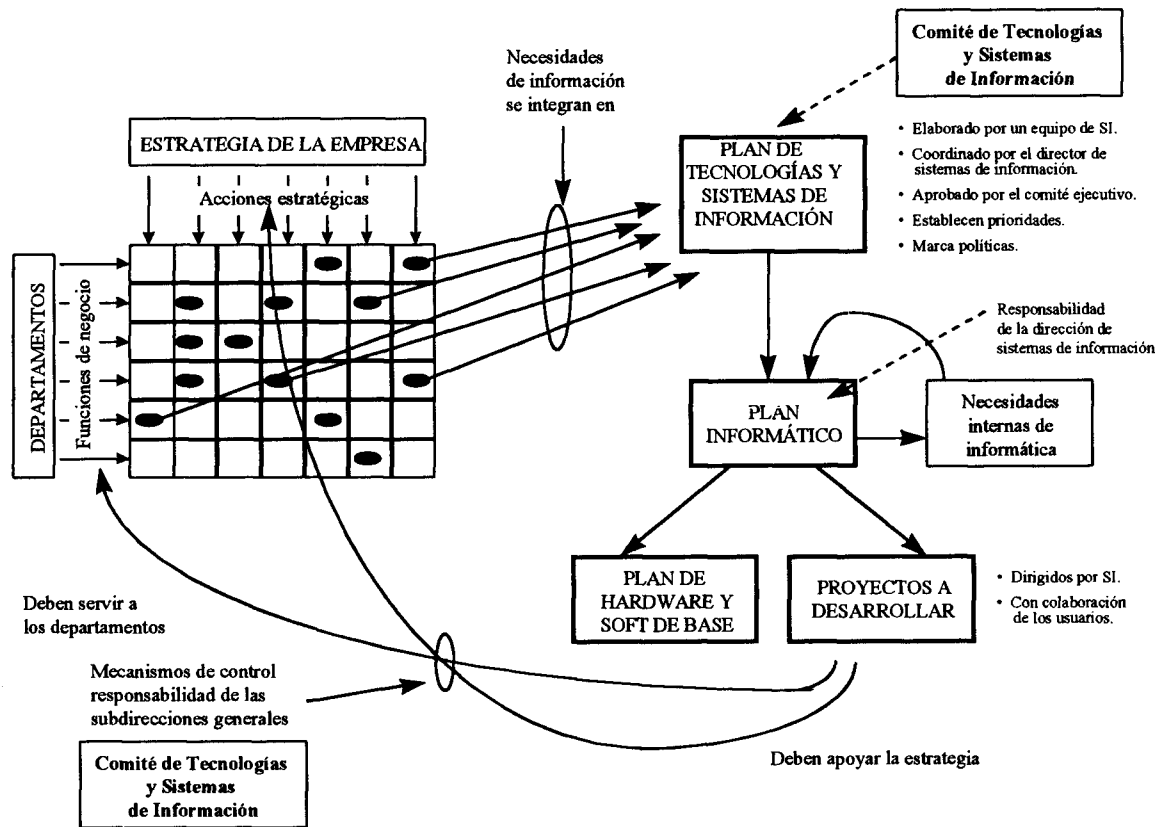 Comité de Tecnologías
y Sistemas
de Información
Necesidades
de información
se integran en
ESTRATEGIA DE LA EMPRESA
Acciones estratégicas
DEPARTAMENTOS
Funciones de negocio
PLAN DE
TECNOLOGÍAS Y
SISTEMAS DE
INFORMACIÓN
• Elaborado por un equipo de SI.
• Coordinado por el director de
sistemas de información.
• Aprobado por el comité ejecutivo.
• Establecen prioridades.
• Marca políticas.
Responsabilidad
de la dirección de
sistemas de información
PLAN
INFORMÁTICO
Necesidades
internas de
informática
PLAN DE
HARDWARE Y
SOFT DE BASE
PROYECTOS A
DESARROLLAR
• Dirigidos por SI.
• Con colaboración
de los usuarios.
Deben servir a
los departamentos
Mecanismos de control
responsabilidad de las
subdirecciones generales
Deben apoyar la estrategia
Comité de Tecnologías
y Sistemas
de Información